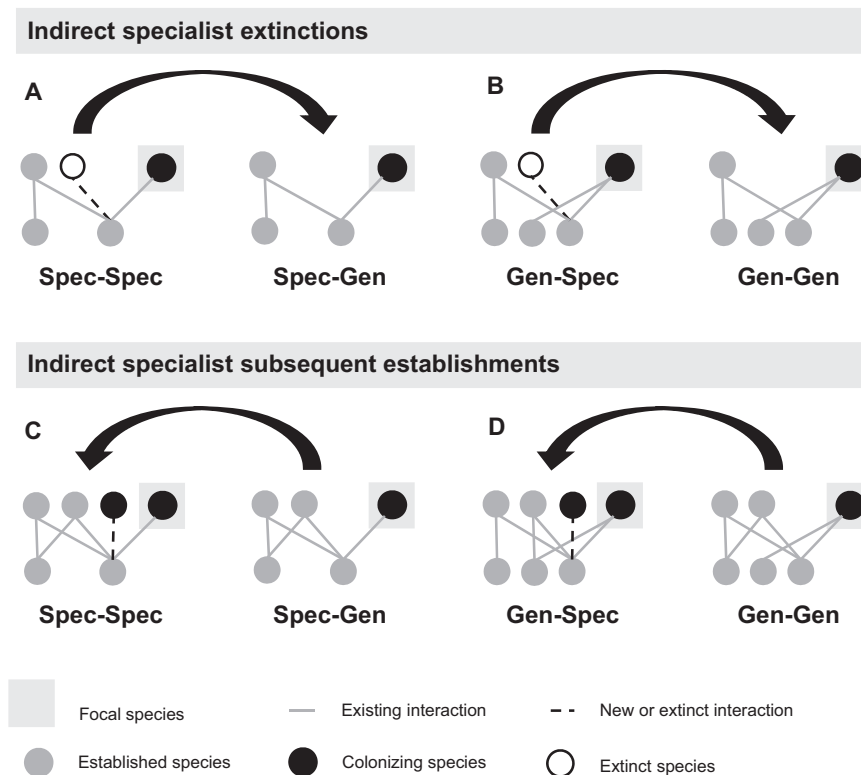 Indirect specialist extinctions
A
B
Spec-Spec Spec-Gen Gen-Spec Gen-Gen
Indirect specialist subsequent establishments
C
D
Spec-Spec Spec-Gen Gen-Spec Gen-Gen
Focal species Existing interaction New or extinct interaction
Established species Colonizing species Extinct species